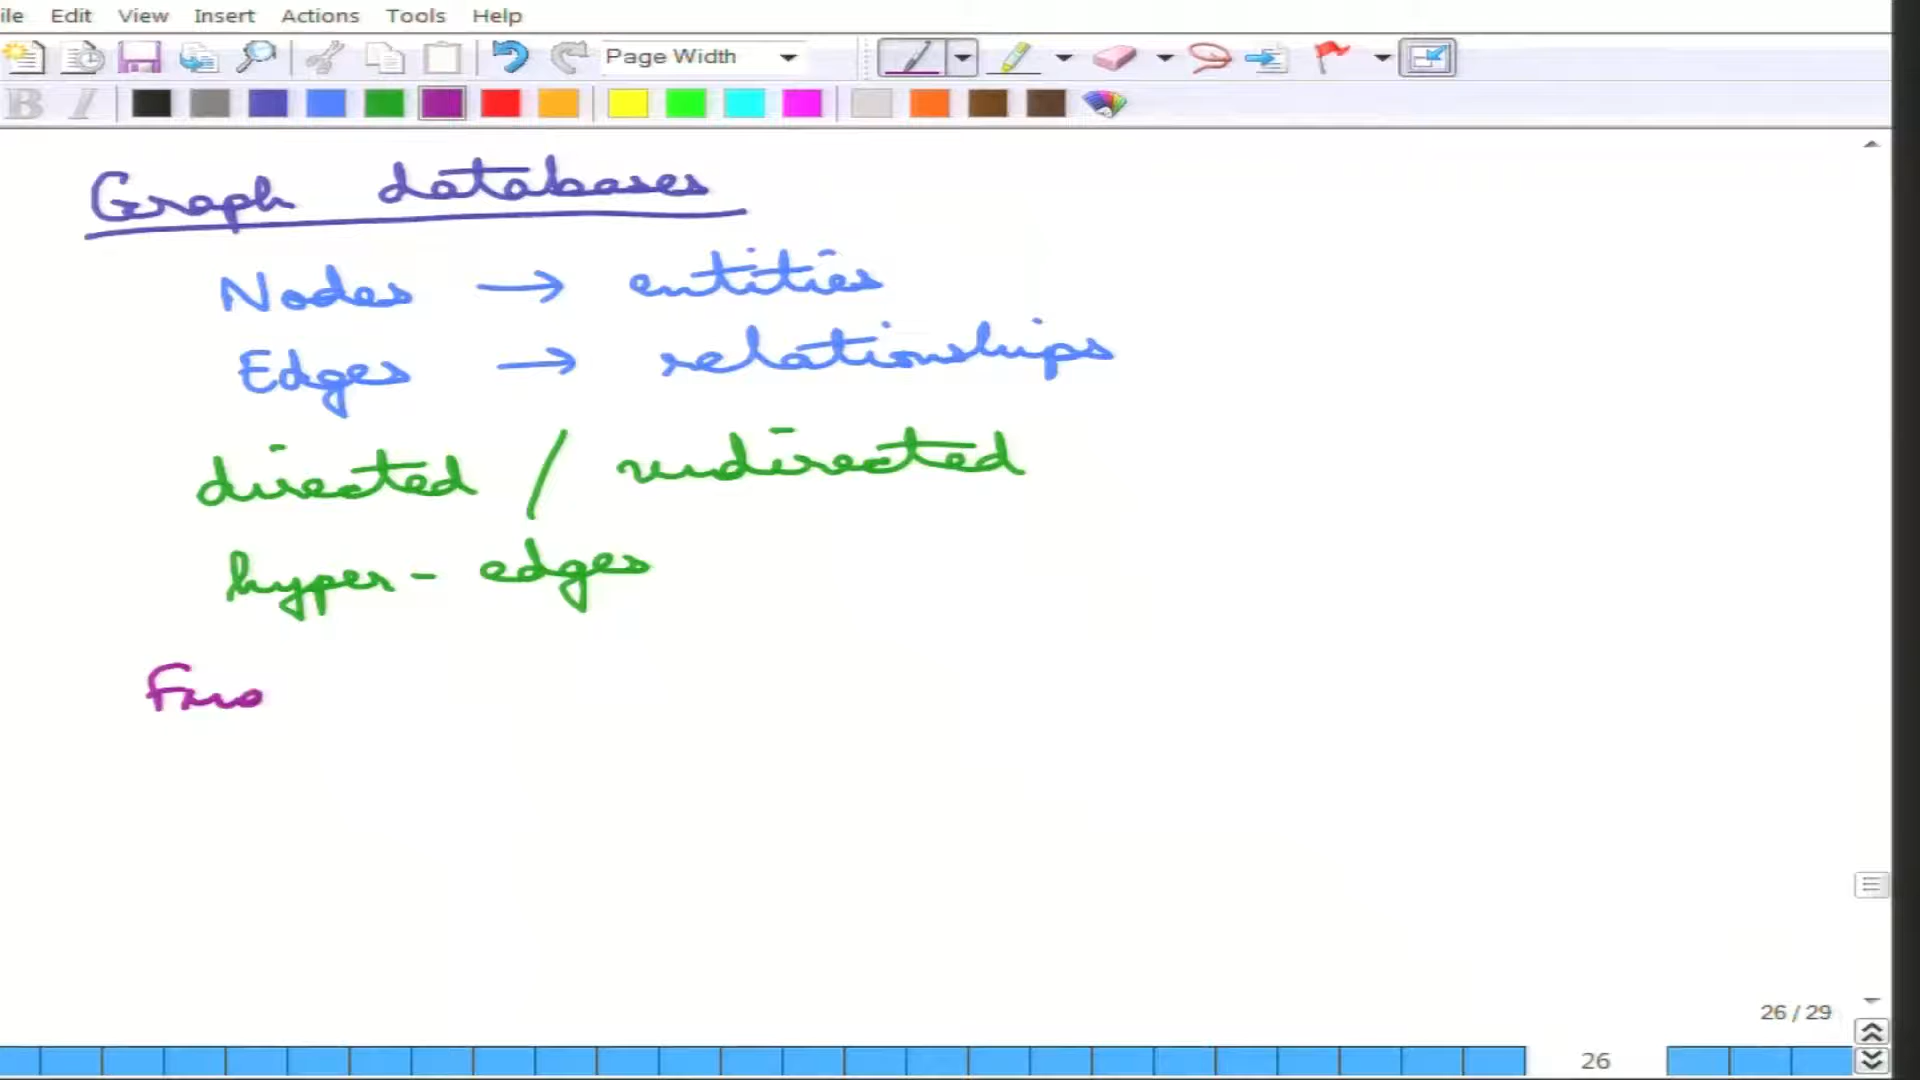 ile Edit View Insert Actions Tools Help
Page Width
B I
Graph databases
Nodes → entities
Edges → relationships
directed / undirected
hyper - edges
26 / 29
26